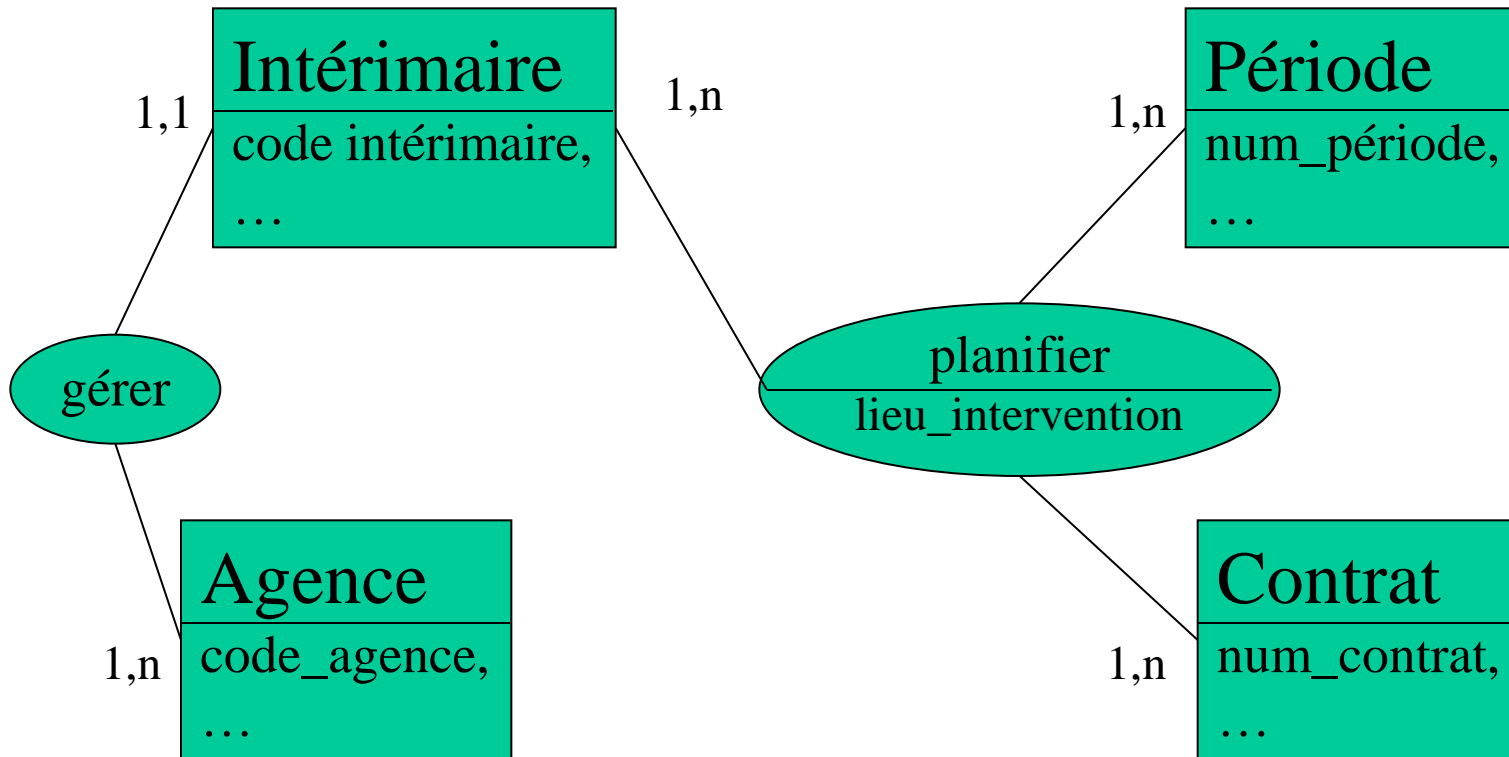 Intérimaire
code intérimaire,
…
1,1
1,n
Période
num_période,
…
1,n
gérer
planifier
lieu_intervention
Agence
code_agence,
…
1,n
Contrat
num_contrat,
…
1,n